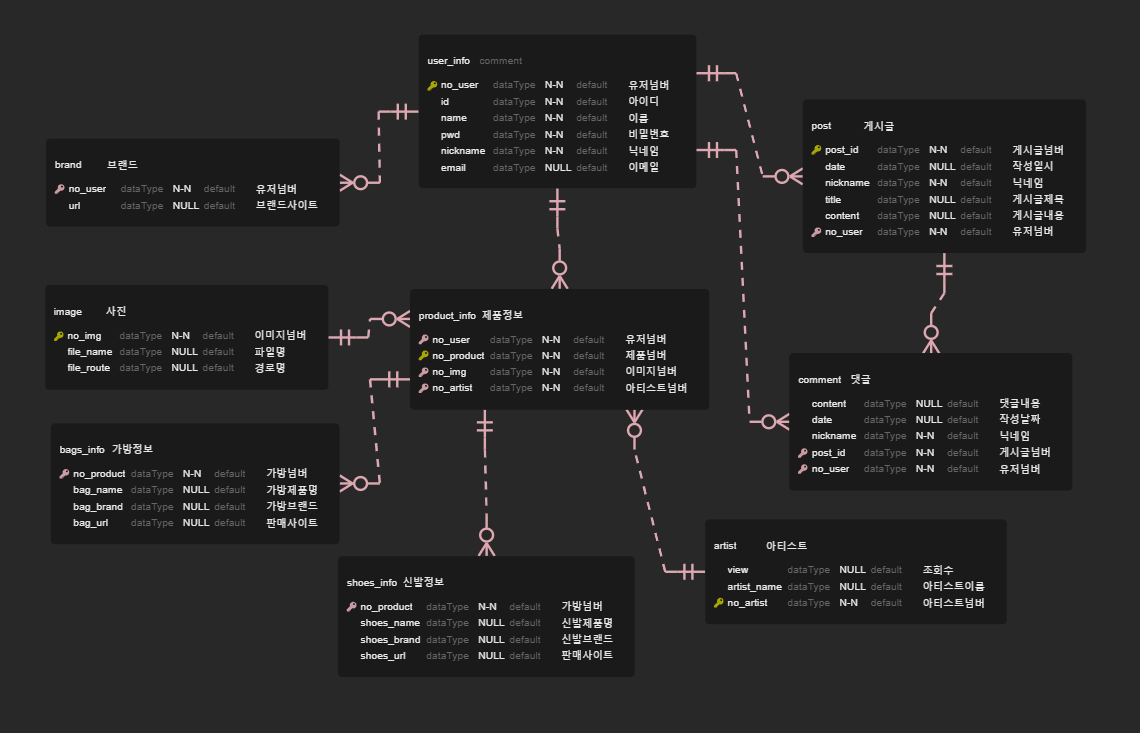 user_info comment
no_user dataType N-N default 유저넘버
id dataType N-N default 아이디
name dataType N-N default 이름
pwd dataType N-N default 비밀번호
nickname dataType N-N default 닉네임
email dataType NULL default 이메일
post 게시글
post_id dataType N-N default 게시글넘버
date dataType NULL default 작성일시
nickname dataType N-N default 닉네임
title dataType NULL default 게시글제목
content dataType NULL default 게시글내용
no_user dataType N-N default 유저넘버
brand 브랜드
no_user dataType N-N default 유저넘버
url dataType NULL default 브랜드사이트
image 사진
no_img dataType N-N default 이미지넘버
file_name dataType NULL default 파일명
file_route dataType NULL default 경로명
product_info 제품정보
no_user dataType N-N default 유저넘버
no_product dataType N-N default 제품넘버
no_img dataType N-N default 이미지넘버
no_artist dataType N-N default 아티스트넘버
comment 댓글
content dataType NULL default 댓글내용
date dataType NULL default 작성날짜
nickname dataType N-N default 닉네임
post_id dataType N-N default 게시글넘버
no_user dataType N-N default 유저넘버
bags_info 가방정보
no_product dataType N-N default 가방넘버
bag_name dataType NULL default 가방제품명
bag_brand dataType NULL default 가방브랜드
bag_url dataType NULL default 판매사이트
artist 아티스트
view dataType NULL default 조회수
artist_name dataType NULL default 아티스트이름
no_artist dataType N-N default 아티스트넘버
shoes_info 신발정보
no_product dataType N-N default 가방넘버
shoes_name dataType NULL default 신발제품명
shoes_brand dataType NULL default 신발브랜드
shoes_url dataType NULL default 판매사이트